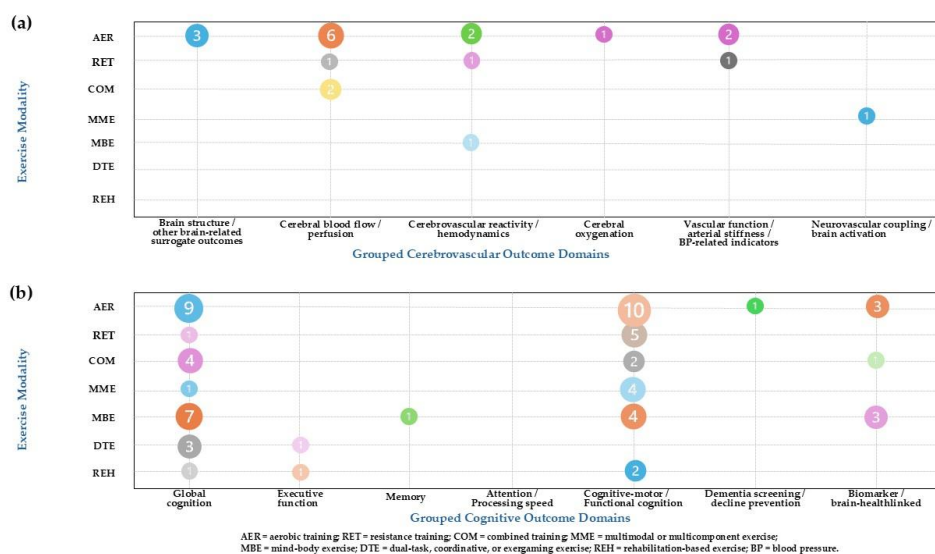 (a)
Exercise Modality
AER 3 6 2 1 2
RET 1 1 1
COM 2
MME 1
MBE 1
DTE
REH
Brain structure / other brain-related surrogate outcomes
Cerebral blood flow / perfusion
Cerebrovascular reactivity / hemodynamics
Cerebral oxygenation
Vascular function / arterial stiffness / BP-related indicators
Neurovascular coupling / brain activation
Grouped Cerebrovascular Outcome Domains
(b)
Exercise Modality
AER 9 10 1 3
RET 1 5
COM 4 2 1
MME 1 4
MBE 7 1 4 3
DTE 3 1
REH 1 1 2
Global cognition
Executive function
Memory
Attention / Processing speed
Cognitive-motor / Functional cognition
Dementia screening / decline prevention
Biomarker / brain-healthlinked
Grouped Cognitive Outcome Domains
AER = aerobic training; RET = resistance training; COM = combined training; MME = multimodal or multicomponent exercise;
MBE = mind-body exercise; DTE = dual-task, coordinative, or exergaming exercise; REH = rehabilitation-based exercise; BP = blood pressure.